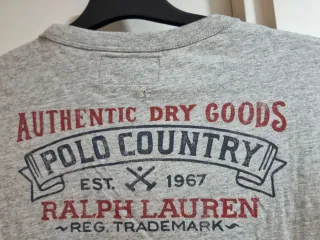 AUTHENTIC DRY GOODS
POLO COUNTRY
EST. 1967
RALPH LAUREN
~REG. TRADEMARK~